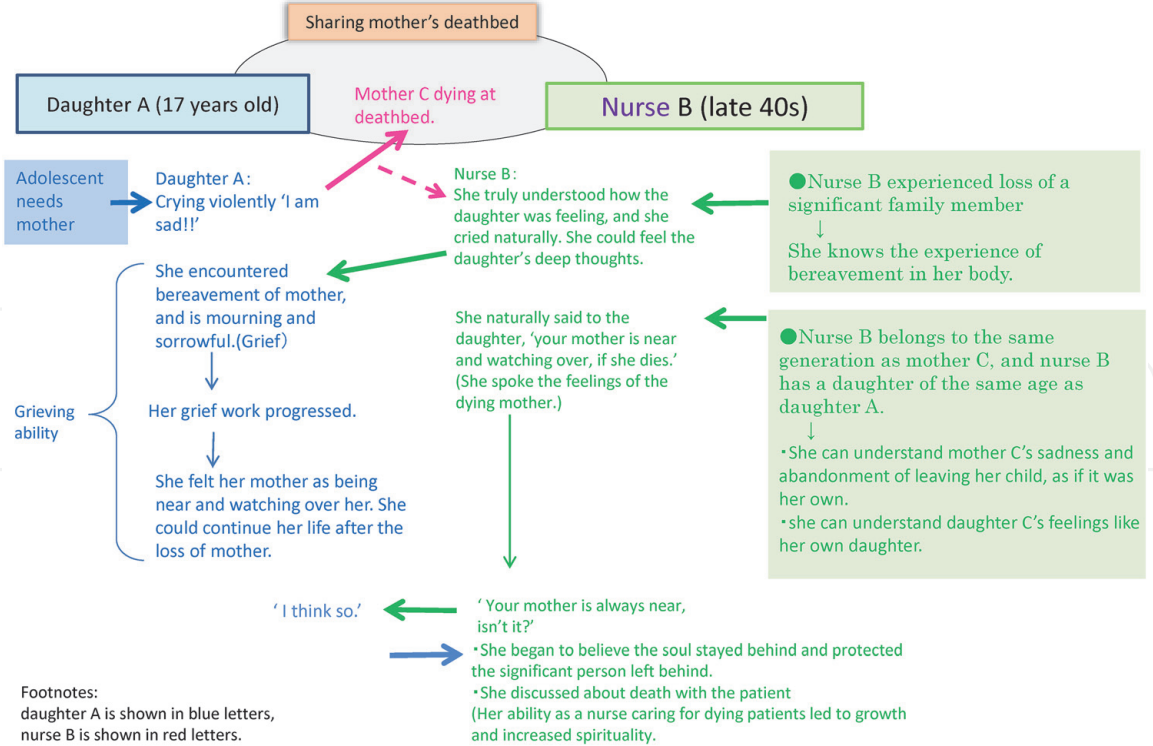 Sharing mother's deathbed
Daughter A (17 years old)
Mother C dying at
deathbed.
Nurse B (late 40s)
Adolescent
needs
mother
Daughter A:
Crying violently 'I am
sad!!'
Nurse B:
She truly understood how the
daughter was feeling, and she
cried naturally. She could feel the
daughter's deep thoughts.
●Nurse B experienced loss of a
significant family member
↓
She knows the experience of
bereavement in her body.
She encountered
bereavement of mother,
and is mourning and
sorrowful.(Grief)
She naturally said to the
daughter, 'your mother is near
and watching over, if she dies.'
(She spoke the feelings of the
dying mother.)
●Nurse B belongs to the same
generation as mother C, and nurse B
has a daughter of the same age as
daughter A.
↓
・She can understand mother C's sadness and
abandonment of leaving her child, as if it was
her own.
・she can understand daughter C's feelings like
her own daughter.
Grieving
ability
Her grief work progressed.
She felt her mother as being
near and watching over her. She
could continue her life after the
loss of mother.
' I think so.'
' Your mother is always near,
isn't it?'
・She began to believe the soul stayed behind and protected
the significant person left behind.
・She discussed about death with the patient
(Her ability as a nurse caring for dying patients led to growth
and increased spirituality.
Footnotes:
daughter A is shown in blue letters,
nurse B is shown in red letters.